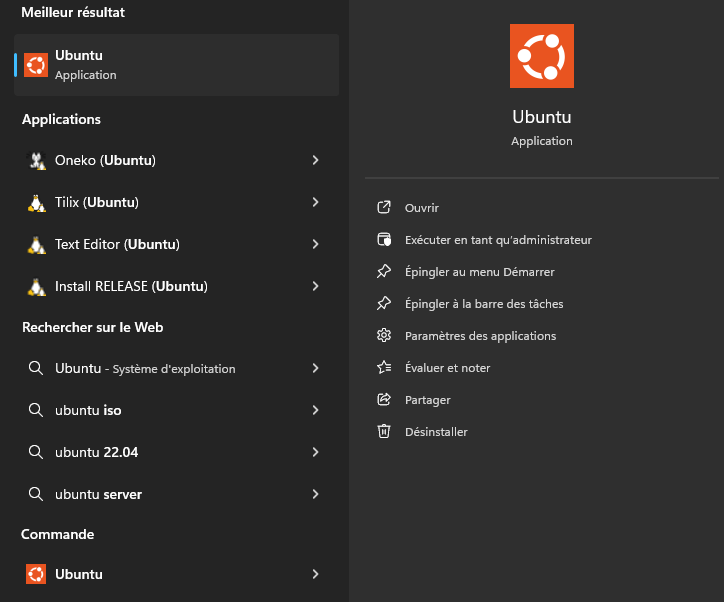 Meilleur résultat
Ubuntu
Application
Applications
Oneko (Ubuntu)
Tilix (Ubuntu)
Text Editor (Ubuntu)
Install RELEASE (Ubuntu)
Rechercher sur le Web
Ubuntu - Système d'exploitation
ubuntu iso
ubuntu 22.04
ubuntu server
Commande
Ubuntu
Ubuntu
Application
Ouvrir
Exécuter en tant qu'administrateur
Épingler au menu Démarrer
Épingler à la barre des tâches
Paramètres des applications
Évaluer et noter
Partager
Désinstaller